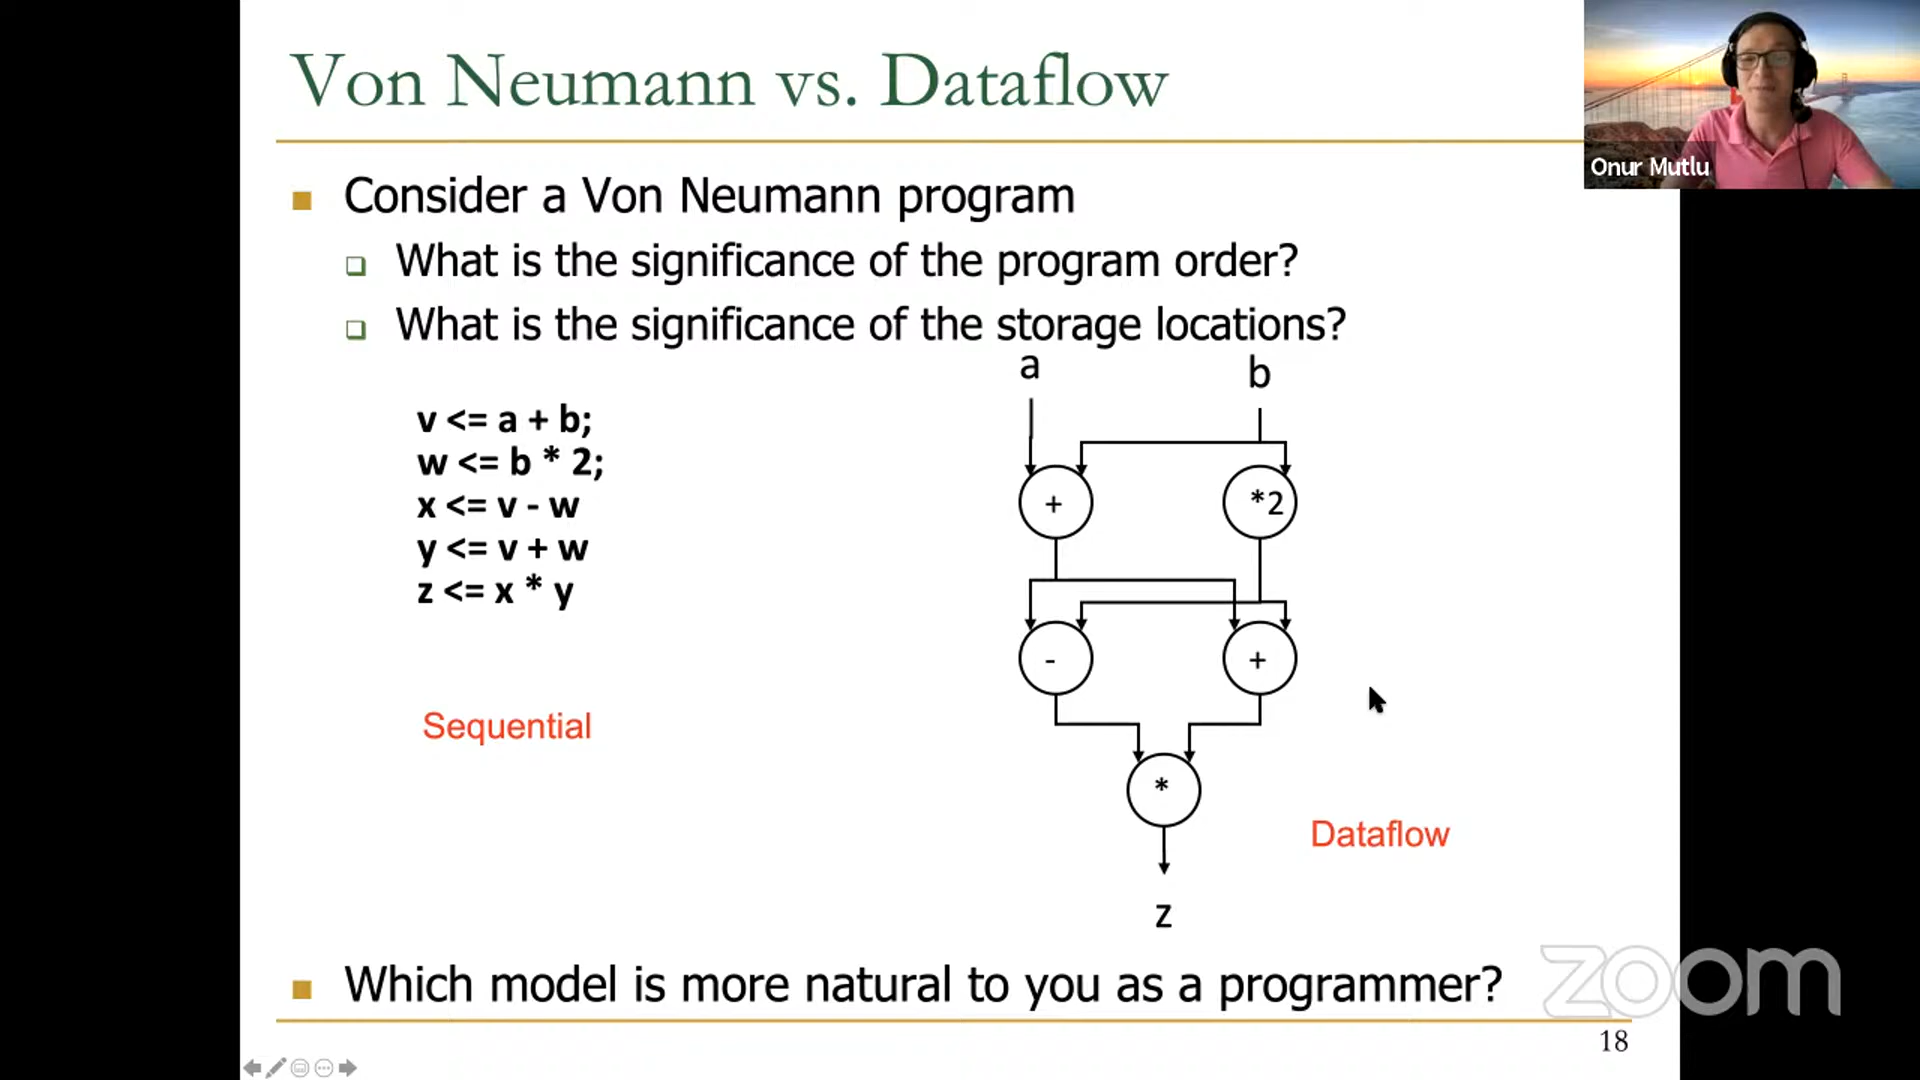 Von Neumann vs. Dataflow
Onur Mutlu
Consider a Von Neumann program
What is the significance of the program order?
What is the significance of the storage locations?
a
b
v <= a + b;
w <= b * 2;
x <= v - w
y <= v + w
z <= x * y
+
*2
-
+
Sequential
*
Dataflow
z
Which model is more natural to you as a programmer?
zoom
18